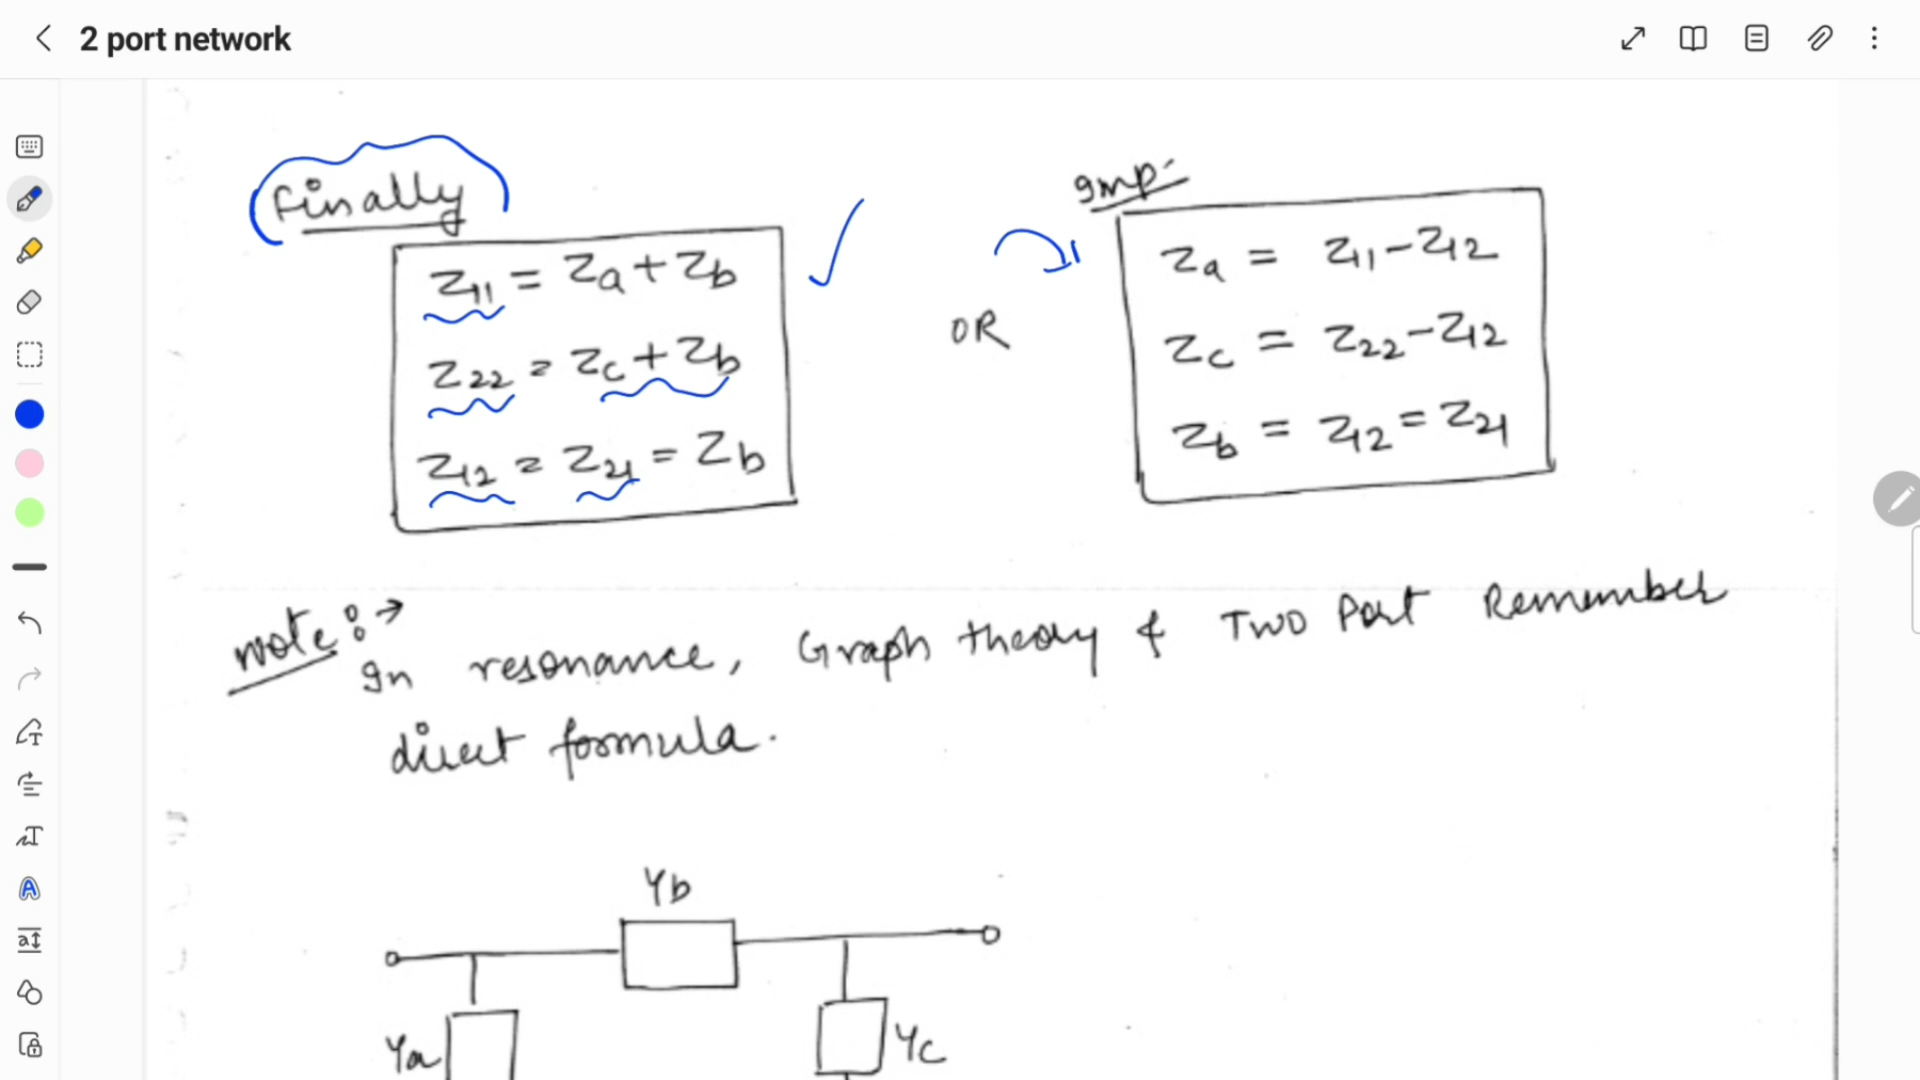 2 port network
Finally
Z11 = Za + Zb
Z22 = Zc + Zb
Z12 = Z21 = Zb
OR
Imp.
Za = Z11 - Z12
Zc = Z22 - Z12
Zb = Z12 = Z21
Note:→
In resonance, Graph theory & Two Port Remember
direct formula.
Yb
Ya
Yc